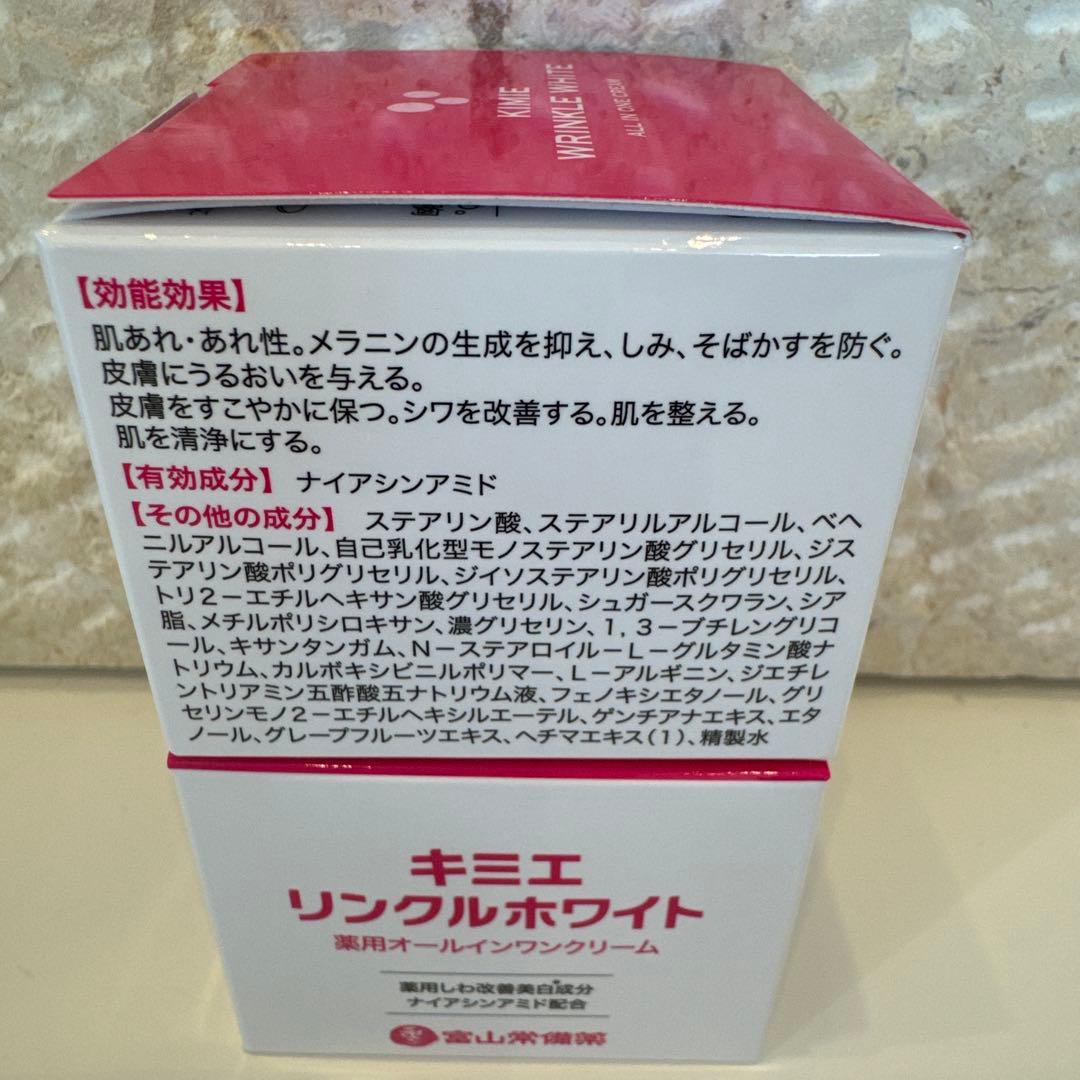 KIMIE
WRINKLE WHITE
ALL IN ONE CREAM
【効能効果】
肌あれ・あれ性。メラニンの生成を抑え、しみ、そばかすを防ぐ。
皮膚にうるおいを与える。
皮膚をすこやかに保つ。シワを改善する。肌を整える。
肌を清浄にする。
【有効成分】 ナイアシンアミド
【その他の成分】 ステアリン酸、ステアリルアルコール、ベヘ
ニルアルコール、自己乳化型モノステアリン酸グリセリル、ジス
テアリン酸ポリグリセリル、ジイソステアリン酸ポリグリセリル、
トリ2－エチルヘキサン酸グリセリル、シュガースクワラン、シア
脂、メチルポリシロキサン、濃グリセリン、1,3－ブチレングリコ
ール、キサンタンガム、N－ステアロイル－L－グルタミン酸ナ
トリウム、カルボキシビニルポリマー、L－アルギニン、ジエチレ
ントリアミン五酢酸五ナトリウム液、フェノキシエタノール、グリ
セリンモノ2－エチルヘキシルエーテル、ゲンチアナエキス、エタ
ノール、グレープフルーツエキス、ヘチマエキス(1)、精製水
キミエ
リンクルホワイト
薬用オールインワンクリーム
薬用しわ改善美白※成分
ナイアシンアミド配合
富山常備薬